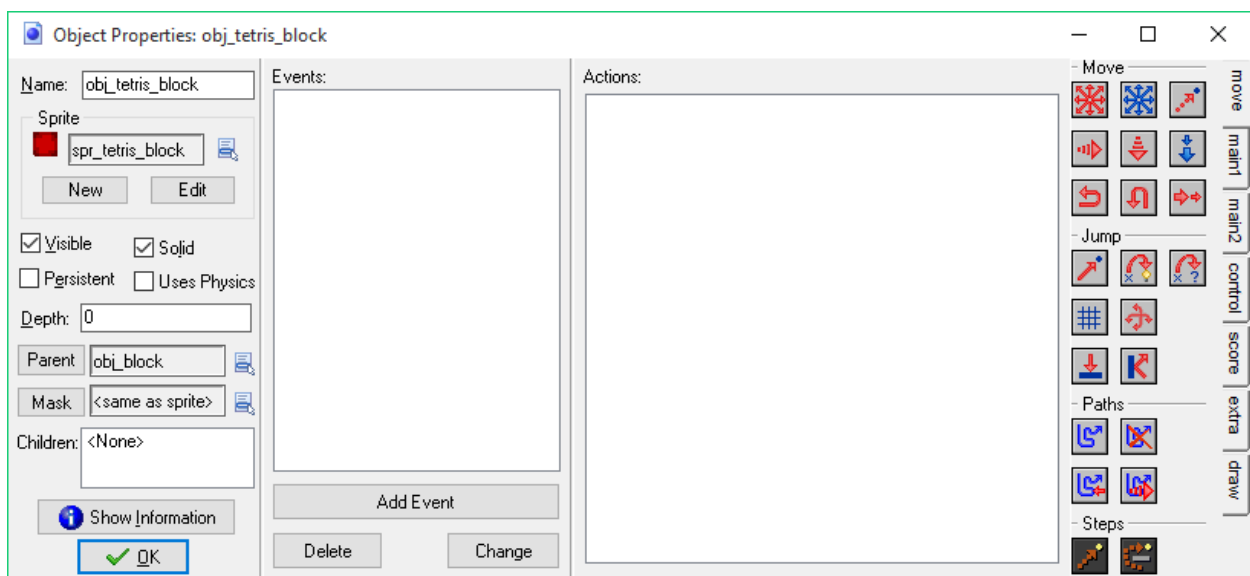 Object Properties: obj_tetris_block
Name: obj_tetris_block
Sprite
spr_tetris_block
New Edit
Visible Solid
Persistent Uses Physics
Depth: 0
Parent obj_block
Mask <same as sprite>
Children: <None>
Show Information
OK
Events:
Add Event
Delete Change
Actions:
Move
Jump
Paths
Steps
move
main1
main2
control
score
extra
draw